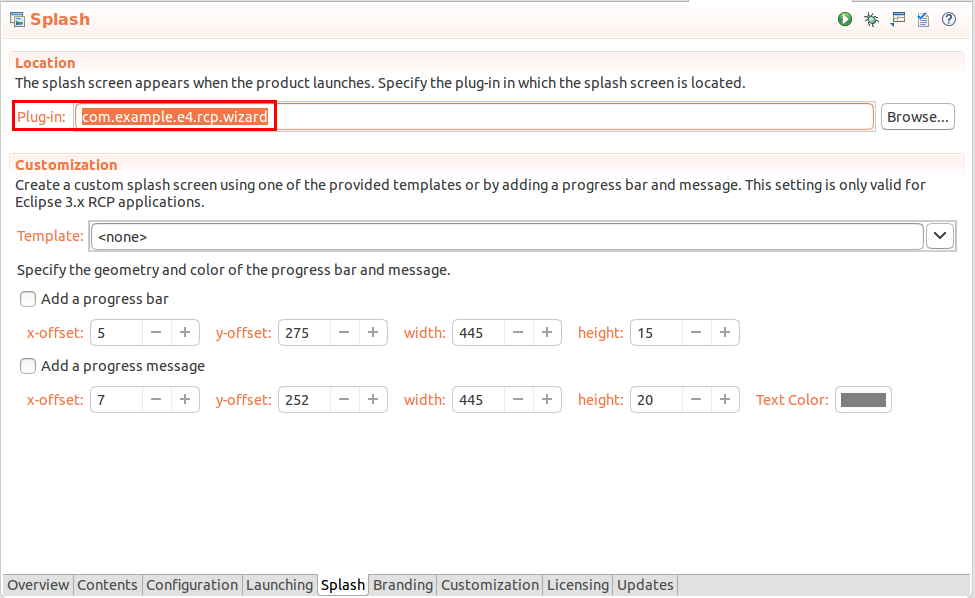 Splash
Location
The splash screen appears when the product launches. Specify the plug-in in which the splash screen is located.
Plug-in: com.example.e4.rcp.wizard Browse...
Customization
Create a custom splash screen using one of the provided templates or by adding a progress bar and message. This setting is only valid for
Eclipse 3.x RCP applications.
Template: <none>
Specify the geometry and color of the progress bar and message.
Add a progress bar
x-offset: 5 − + y-offset: 275 − + width: 445 − + height: 15 − +
Add a progress message
x-offset: 7 − + y-offset: 252 − + width: 445 − + height: 20 − + Text Color:
Overview Contents Configuration Launching Splash Branding Customization Licensing Updates